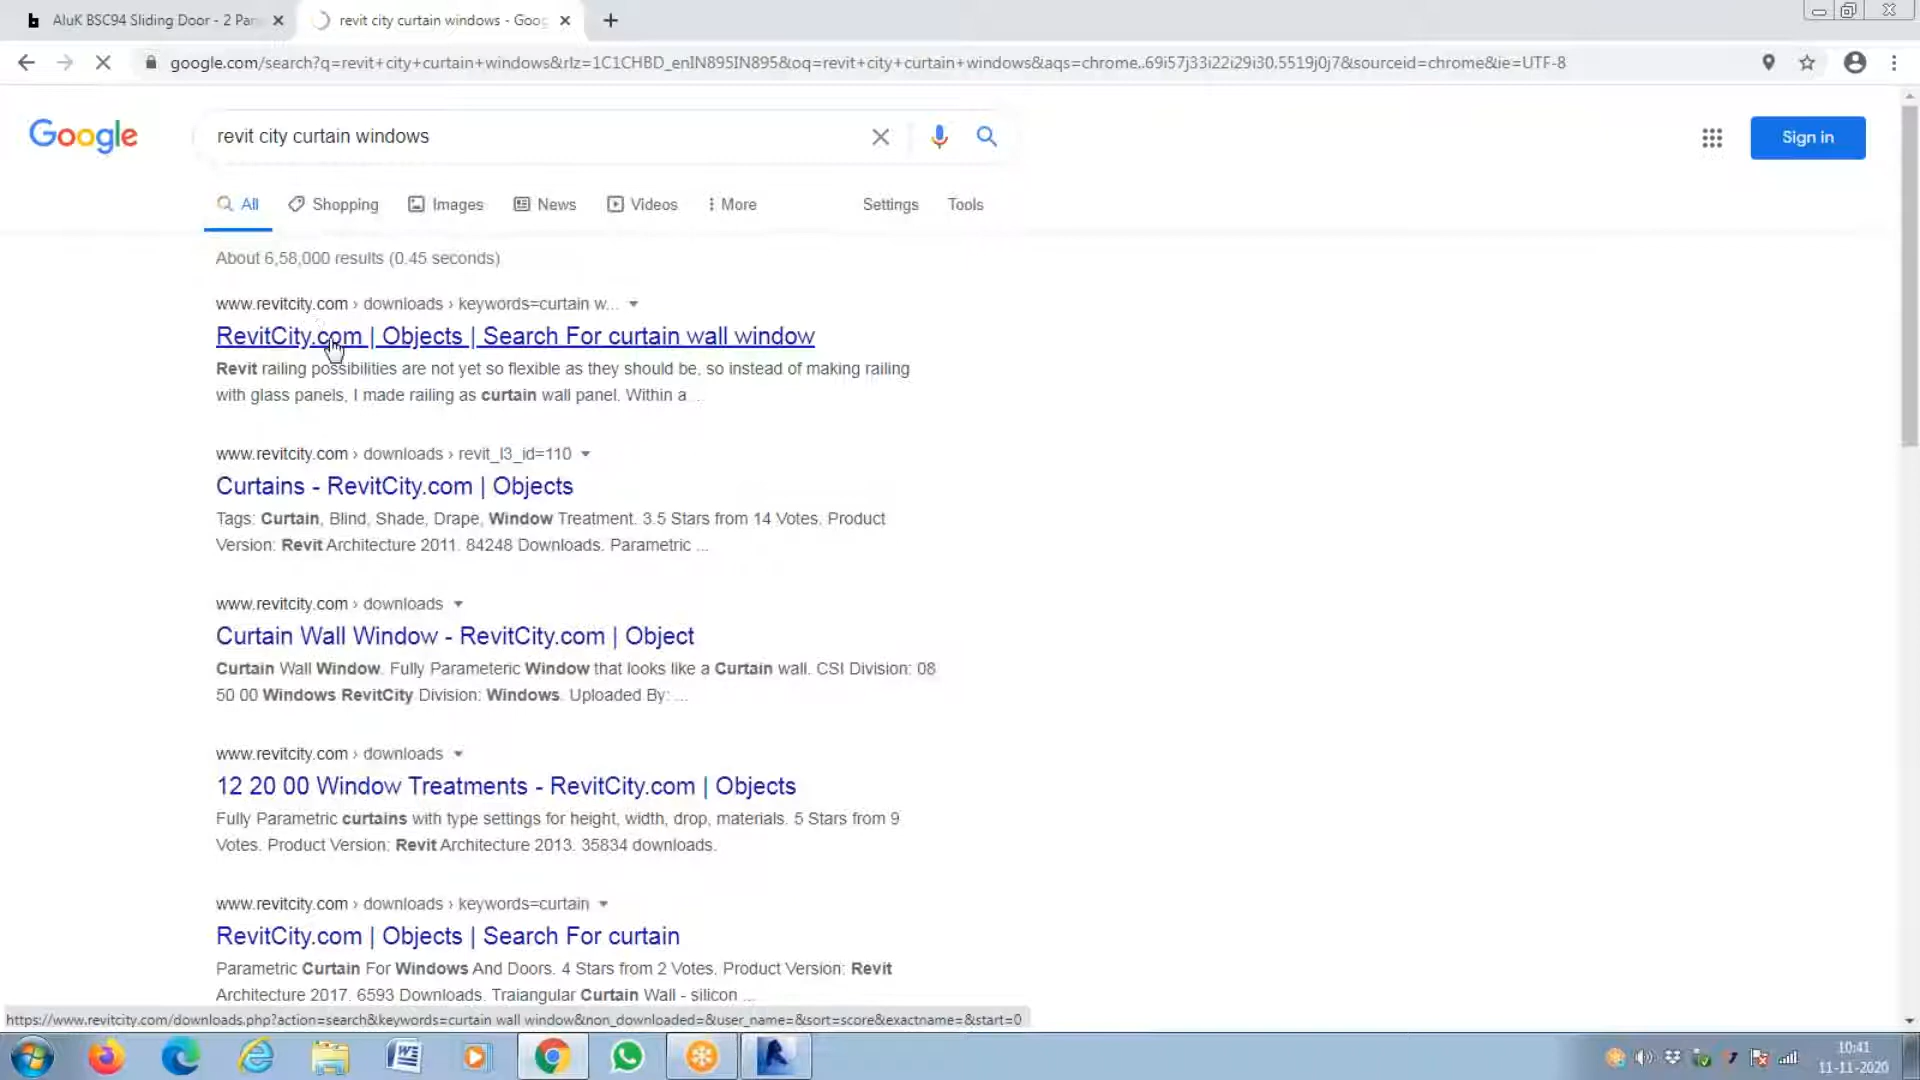 AluK BSC94 Sliding Door - 2 Pan
revit city curtain windows - Goog
google.com/search?q=revit+city+curtain+windows&rlz=1C1CHBD_enIN895IN895&oq=revit+city+curtain+windows&aqs=chrome..69i57j33i22i29i30.5519j0j7&sourceid=chrome&ie=UTF-8
Google
revit city curtain windows
Sign in
All
Shopping
Images
News
Videos
More
Settings
Tools
About 6,58,000 results (0.45 seconds)
www.revitcity.com › downloads › keywords=curtain w...
RevitCity.com | Objects | Search For curtain wall window
Revit railing possibilities are not yet so flexible as they should be, so instead of making railing
with glass panels, I made railing as curtain wall panel. Within a ...
www.revitcity.com › downloads › revit_l3_id=110
Curtains - RevitCity.com | Objects
Tags: Curtain, Blind, Shade, Drape, Window Treatment. 3.5 Stars from 14 Votes. Product
Version: Revit Architecture 2011. 84248 Downloads. Parametric ...
www.revitcity.com › downloads
Curtain Wall Window - RevitCity.com | Object
Curtain Wall Window. Fully Parameteric Window that looks like a Curtain wall. CSI Division: 08
50 00 Windows RevitCity Division: Windows. Uploaded By: ...
www.revitcity.com › downloads
12 20 00 Window Treatments - RevitCity.com | Objects
Fully Parametric curtains with type settings for height, width, drop, materials. 5 Stars from 9
Votes. Product Version: Revit Architecture 2013. 35834 downloads.
www.revitcity.com › downloads › keywords=curtain
RevitCity.com | Objects | Search For curtain
Parametric Curtain For Windows And Doors. 4 Stars from 2 Votes. Product Version: Revit
Architecture 2017. 6593 Downloads. Traiangular Curtain Wall - silicon ...
https://www.revitcity.com/downloads.php?action=search&keywords=curtain wall window&non_downloaded=&user_name=&sort=score&exactname=&start=0
10:41
11-11-2020